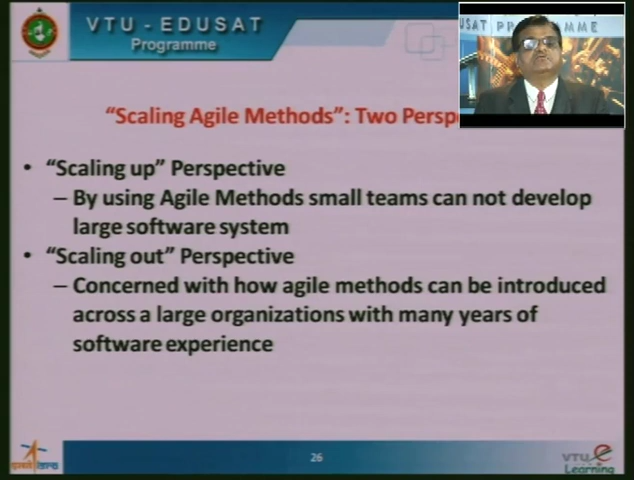 VTU - EDUSAT
Programme
"Scaling Agile Methods": Two Persp
USAT PROGRAMME
• "Scaling up" Perspective
– By using Agile Methods small teams can not develop
large software system
• "Scaling out" Perspective
– Concerned with how agile methods can be introduced
across a large organizations with many years of
software experience
26
VTU e
Learning